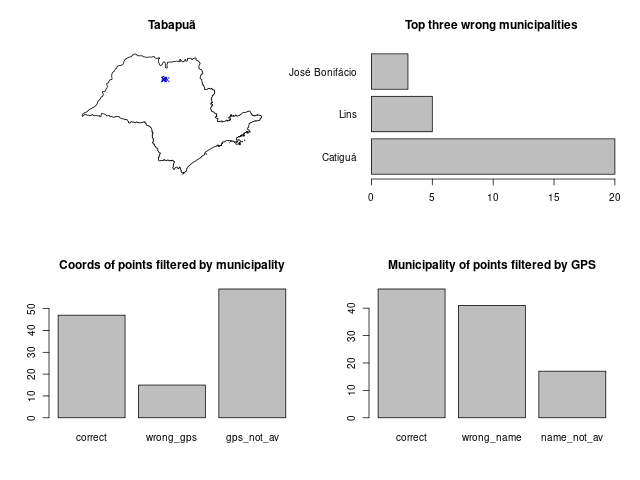 Tabapuã
Top three wrong municipalities
José Bonifácio
Lins
Catiguá
0 5 10 15 20
Coords of points filtered by municipality
0 10 20 30 40 50
correct wrong_gps gps_not_av
Municipality of points filtered by GPS
0 10 20 30 40
correct wrong_name name_not_av